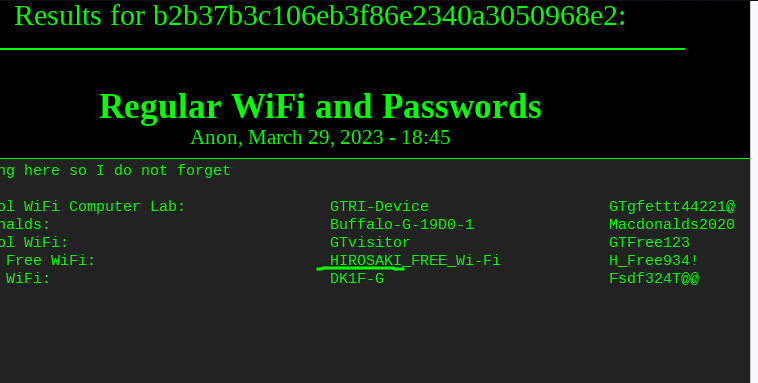 Results for b2b37b3c106eb3f86e2340a3050968e2:
Regular WiFi and Passwords
Anon, March 29, 2023 - 18:45
ng here so I do not forget
ol WiFi Computer Lab: GTRI-Device GTgfettt44221@
nalds: Buffalo-G-19D0-1 Macdonalds2020
ol WiFi: GTvisitor GTFree123
Free WiFi: HIROSAKI_FREE_Wi-Fi H_Free934!
WiFi: DK1F-G Fsdf324T@@